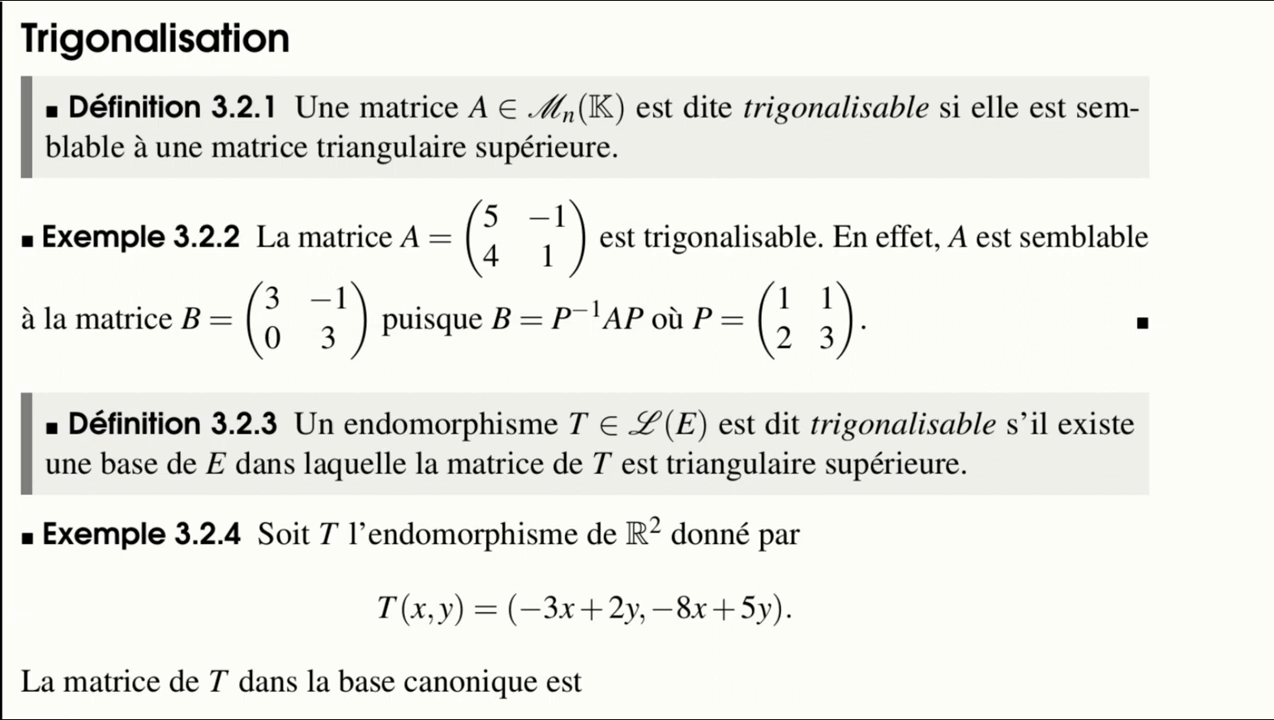 Trigonalisation
▪ Définition 3.2.1 Une matrice A ∈ ℳₙ(𝕂) est dite trigonalisable si elle est sem-
blable à une matrice triangulaire supérieure.
▪ Exemple 3.2.2 La matrice A = (5 −1; 4 1) est trigonalisable. En effet, A est semblable
à la matrice B = (3 −1; 0 3) puisque B = P⁻¹AP où P = (1 1; 2 3). ▪
▪ Définition 3.2.3 Un endomorphisme T ∈ ℒ(E) est dit trigonalisable s'il existe
une base de E dans laquelle la matrice de T est triangulaire supérieure.
▪ Exemple 3.2.4 Soit T l'endomorphisme de ℝ² donné par
T(x,y) = (−3x+2y,−8x+5y).
La matrice de T dans la base canonique est